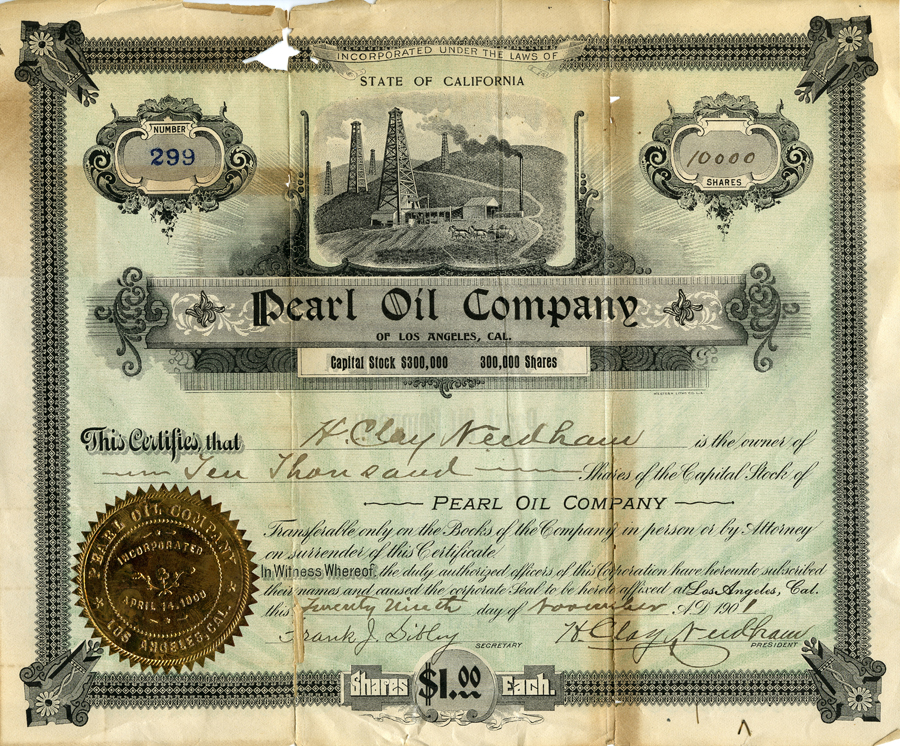 INCORPORATED UNDER THE LAWS OF
STATE OF CALIFORNIA
NUMBER
299
10000
SHARES
Pearl Oil Company
OF LOS ANGELES, CAL.
Capital Stock $300,000 300,000 Shares
WESTERN LITHO CO. L.A.
This Certifies that H. Clay Needham is the owner of
Ten Thousand Shares of the Capital Stock of
PEARL OIL COMPANY
Transferable only on the Books of the Company in person or by Attorney
on surrender of this Certificate.
In Witness Whereof, the duly authorized officers of this Corporation have hereunto subscribed
their names and caused the corporate Seal to be hereto affixed at Los Angeles, Cal.
this Twenty Nineth day of November A.D. 1901
Frank J. Sibley SECRETARY H. Clay Needham PRESIDENT
PEARL OIL COMPANY
INCORPORATED
APRIL 14, 1900
LOS ANGELES, CAL.
Shares $1.00 Each.